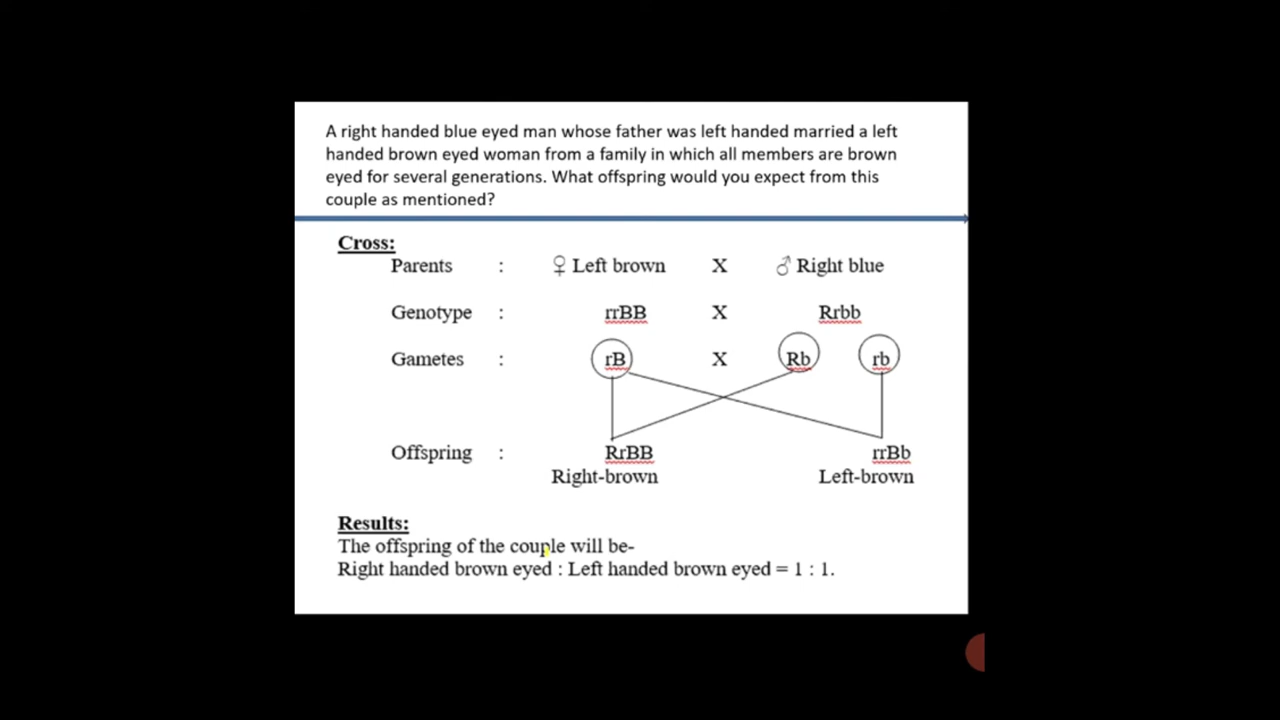 A right handed blue eyed man whose father was left handed married a left
handed brown eyed woman from a family in which all members are brown
eyed for several generations. What offspring would you expect from this
couple as mentioned?
Cross:
Parents : ♀ Left brown X ♂ Right blue
Genotype : rrBB X Rrbb
Gametes : rB X Rb rb
Offspring : RrBB rrBb
Right-brown Left-brown
Results:
The offspring of the couple will be-
Right handed brown eyed : Left handed brown eyed = 1 : 1.